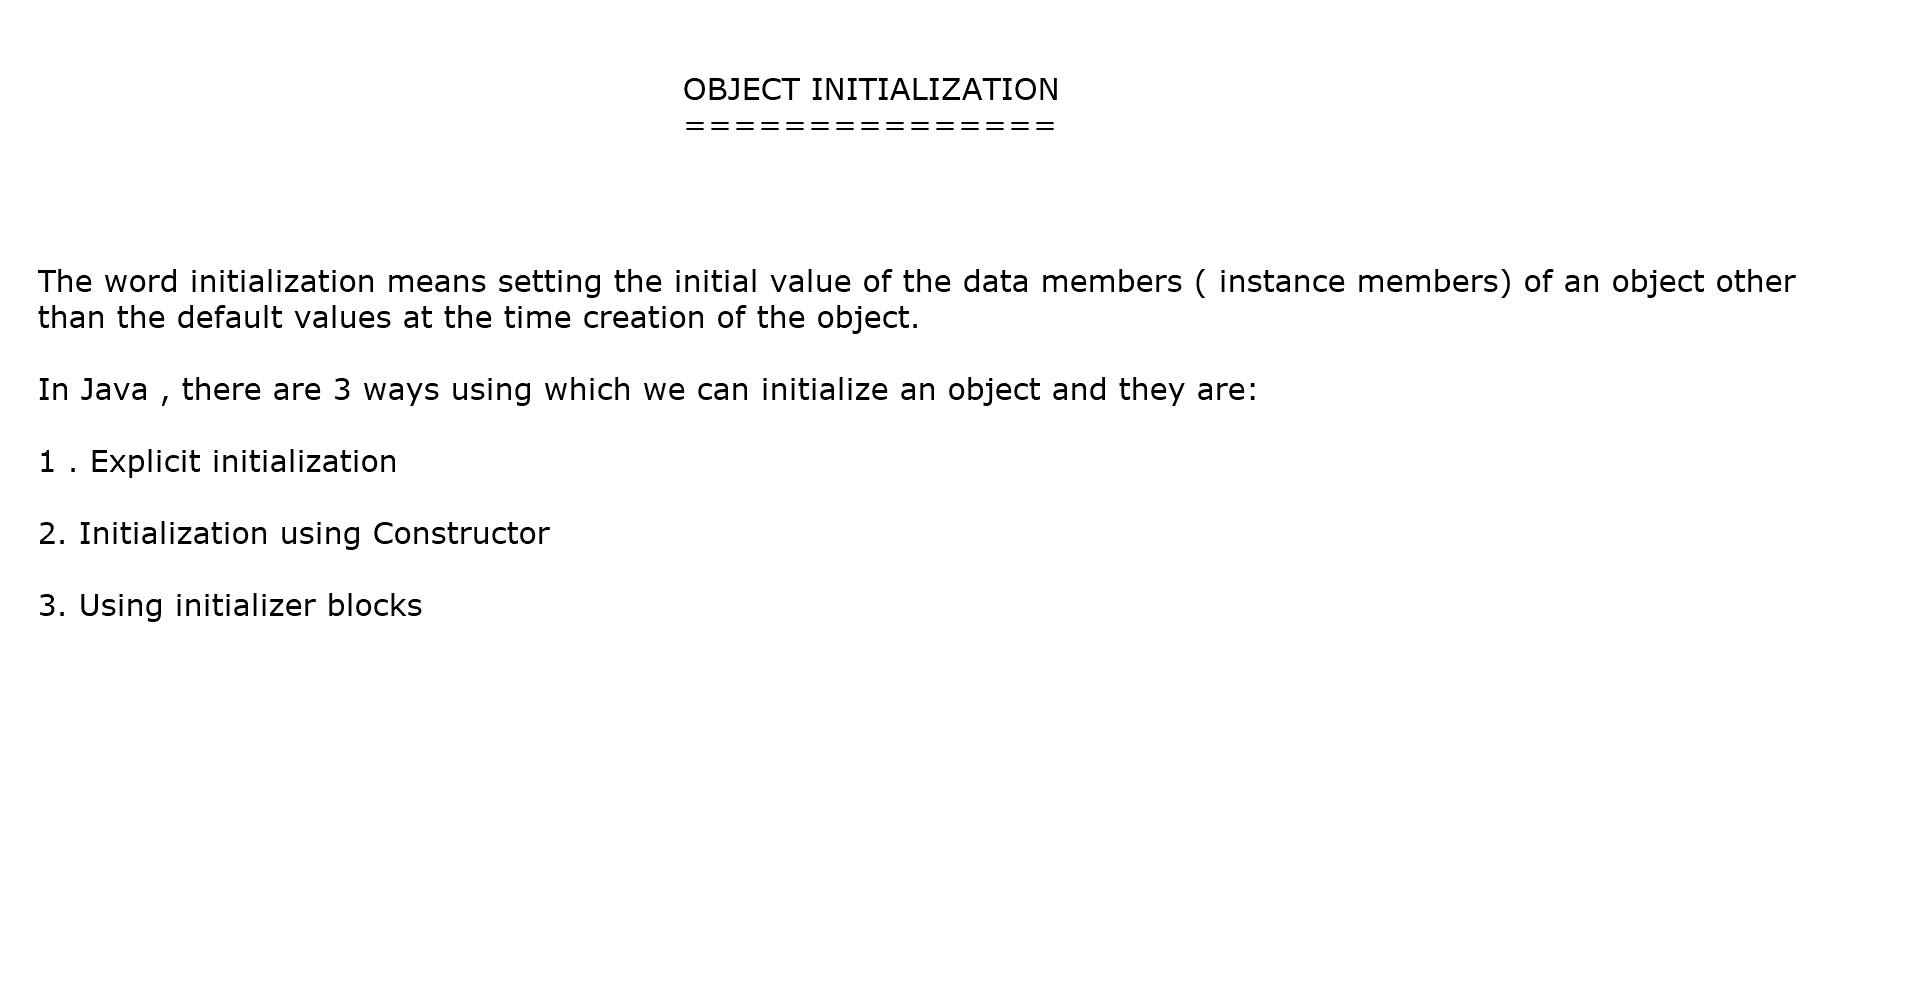 OBJECT INITIALIZATION
===============
The word initialization means setting the initial value of the data members ( instance members) of an object other
than the default values at the time creation of the object.
In Java , there are 3 ways using which we can initialize an object and they are:
1 . Explicit initialization
2. Initialization using Constructor
3. Using initializer blocks